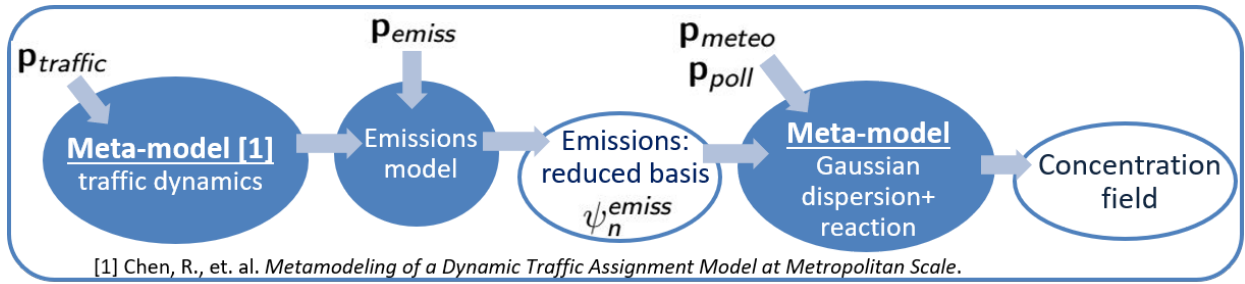 p_traffic
p_emiss
p_meteo
p_poll
Meta-model [1]
traffic dynamics
Emissions
model
Emissions:
reduced basis
ψ_n^emiss
Meta-model
Gaussian
dispersion+
reaction
Concentration
field
[1] Chen, R., et. al. Metamodeling of a Dynamic Traffic Assignment Model at Metropolitan Scale.